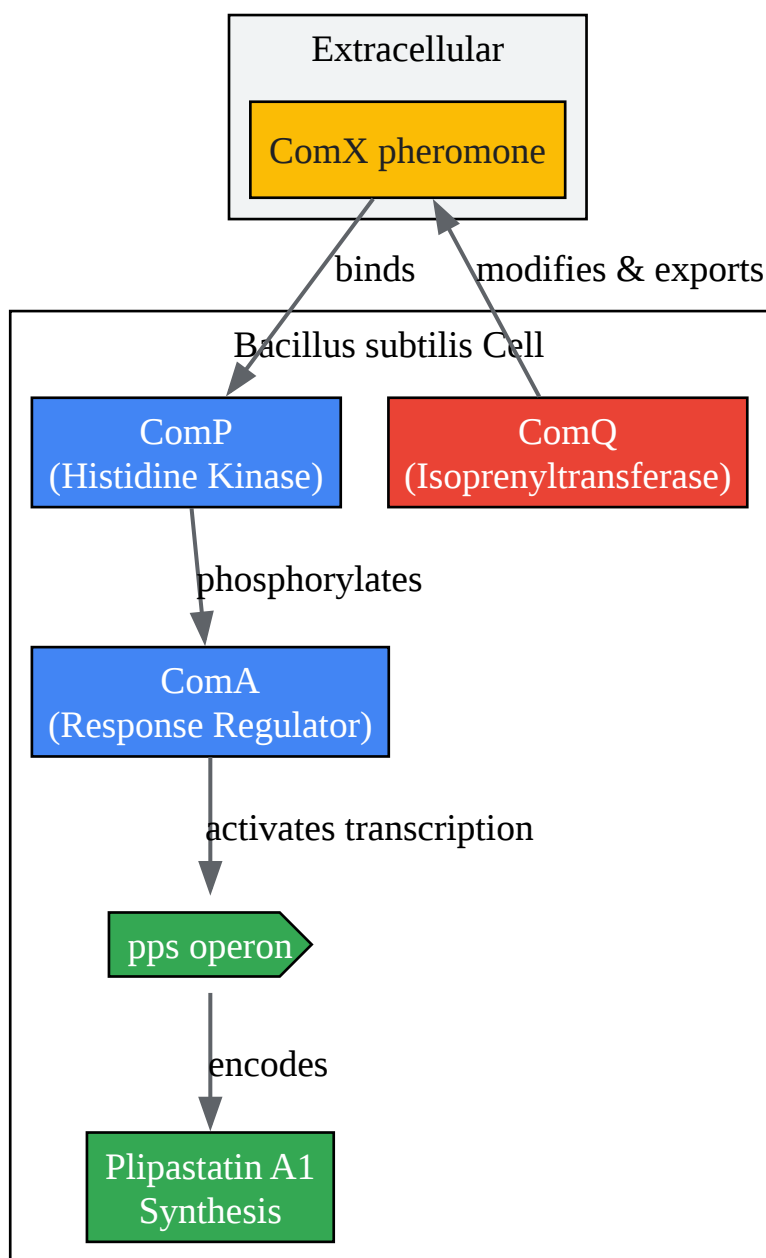 Extracellular
ComX pheromone
binds
modifies & exports
Bacillus subtilis Cell
ComP
(Histidine Kinase)
ComQ
(Isoprenyltransferase)
phosphorylates
ComA
(Response Regulator)
activates transcription
pps operon
encodes
Plipastatin A1
Synthesis